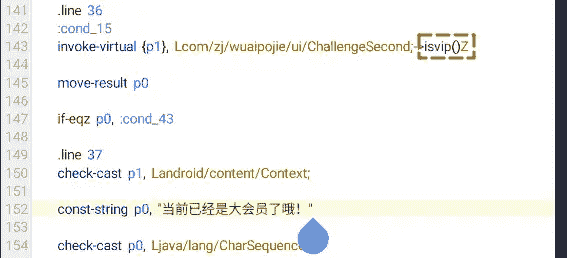 141
142 .line 36
:cond_15
143 invoke-virtual {p1}, Lcom/zj/wuaipojie/ui/ChallengeSecond;->isvip()Z
144
145 move-result p0
146
147 if-eqz p0, :cond_43
148
149 .line 37
150 check-cast p1, Landroid/content/Context;
151
152 const-string p0, "当前已经是大会员了哦！"
153
154 check-cast p0, Ljava/lang/CharSequence